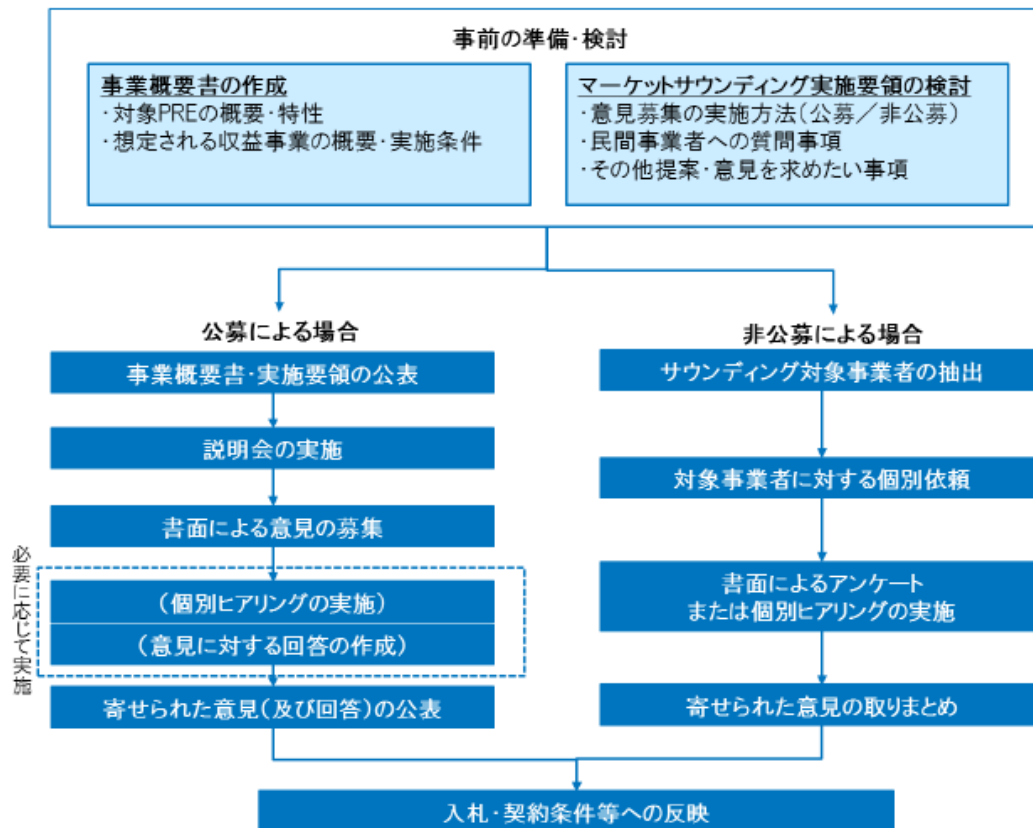 事前の準備・検討
事業概要書の作成
・対象PREの概要・特性
・想定される収益事業の概要・実施条件
マーケットサウンディング実施要領の検討
・意見募集の実施方法(公募／非公募)
・民間事業者への質問事項
・その他提案・意見を求めたい事項
公募による場合
事業概要書・実施要領の公表
説明会の実施
書面による意見の募集
必要に応じて実施
(個別ヒアリングの実施)
(意見に対する回答の作成)
寄せられた意見(及び回答)の公表
非公募による場合
サウンディング対象事業者の抽出
対象事業者に対する個別依頼
書面によるアンケート
または個別ヒアリングの実施
寄せられた意見の取りまとめ
入札・契約条件等への反映